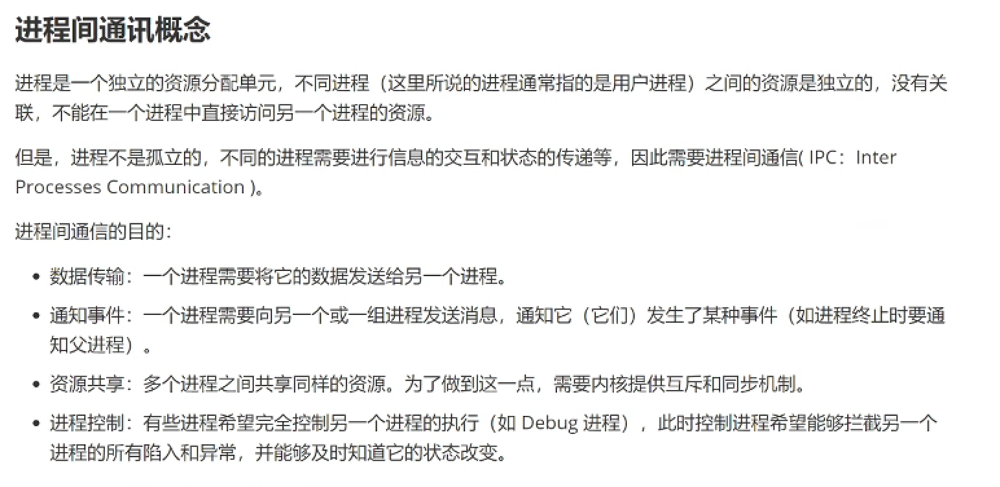 进程间通讯概念
进程是一个独立的资源分配单元，不同进程（这里所说的进程通常指的是用户进程）之间的资源是独立的，没有关
联，不能在一个进程中直接访问另一个进程的资源。
但是，进程不是孤立的，不同的进程需要进行信息的交互和状态的传递等，因此需要进程间通信( IPC：Inter
Processes Communication )。
进程间通信的目的：
• 数据传输：一个进程需要将它的数据发送给另一个进程。
• 通知事件：一个进程需要向另一个或一组进程发送消息，通知它（它们）发生了某种事件（如进程终止时要通
知父进程）。
• 资源共享：多个进程之间共享同样的资源。为了做到这一点，需要内核提供互斥和同步机制。
• 进程控制：有些进程希望完全控制另一个进程的执行（如 Debug 进程），此时控制进程希望能够拦截另一个
进程的所有陷入和异常，并能够及时知道它的状态改变。